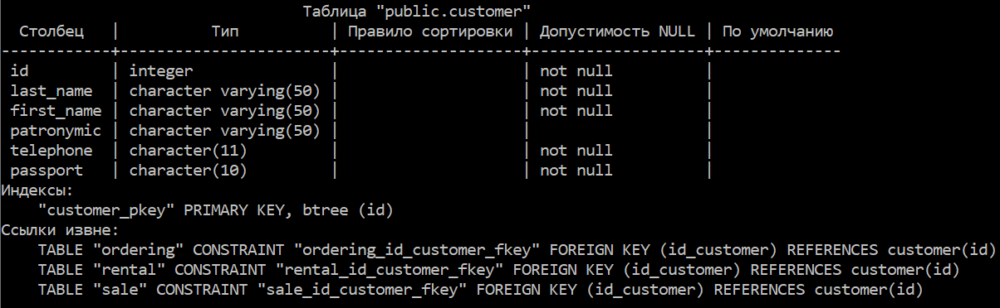 Таблица "public.customer"
Столбец | Тип | Правило сортировки | Допустимость NULL | По умолчанию
------------+-----------------------+--------------------+-------------------+--------------
id | integer | | not null |
last_name | character varying(50) | | not null |
first_name | character varying(50) | | not null |
patronymic | character varying(50) | | |
telephone | character(11) | | not null |
passport | character(10) | | not null |
Индексы:
"customer_pkey" PRIMARY KEY, btree (id)
Ссылки извне:
TABLE "ordering" CONSTRAINT "ordering_id_customer_fkey" FOREIGN KEY (id_customer) REFERENCES customer(id)
TABLE "rental" CONSTRAINT "rental_id_customer_fkey" FOREIGN KEY (id_customer) REFERENCES customer(id)
TABLE "sale" CONSTRAINT "sale_id_customer_fkey" FOREIGN KEY (id_customer) REFERENCES customer(id)